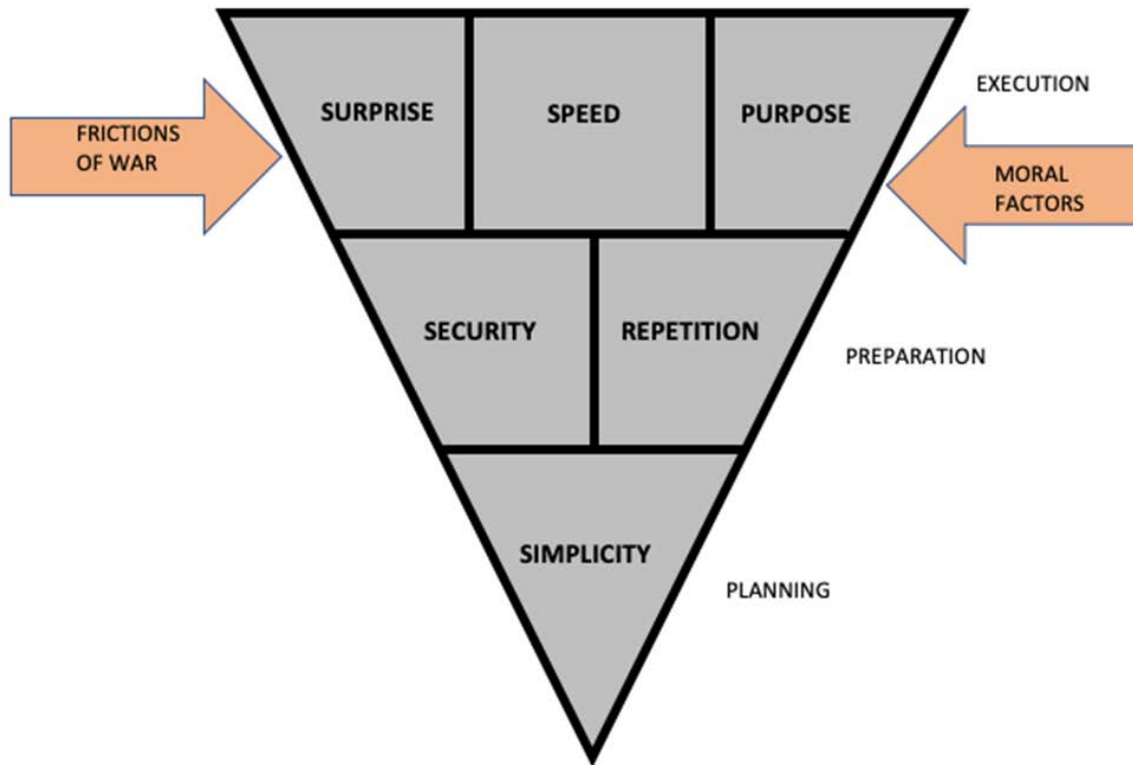 EXECUTION
SURPRISE
SPEED
PURPOSE
FRICTIONS
OF WAR
MORAL
FACTORS
SECURITY
REPETITION
PREPARATION
SIMPLICITY
PLANNING